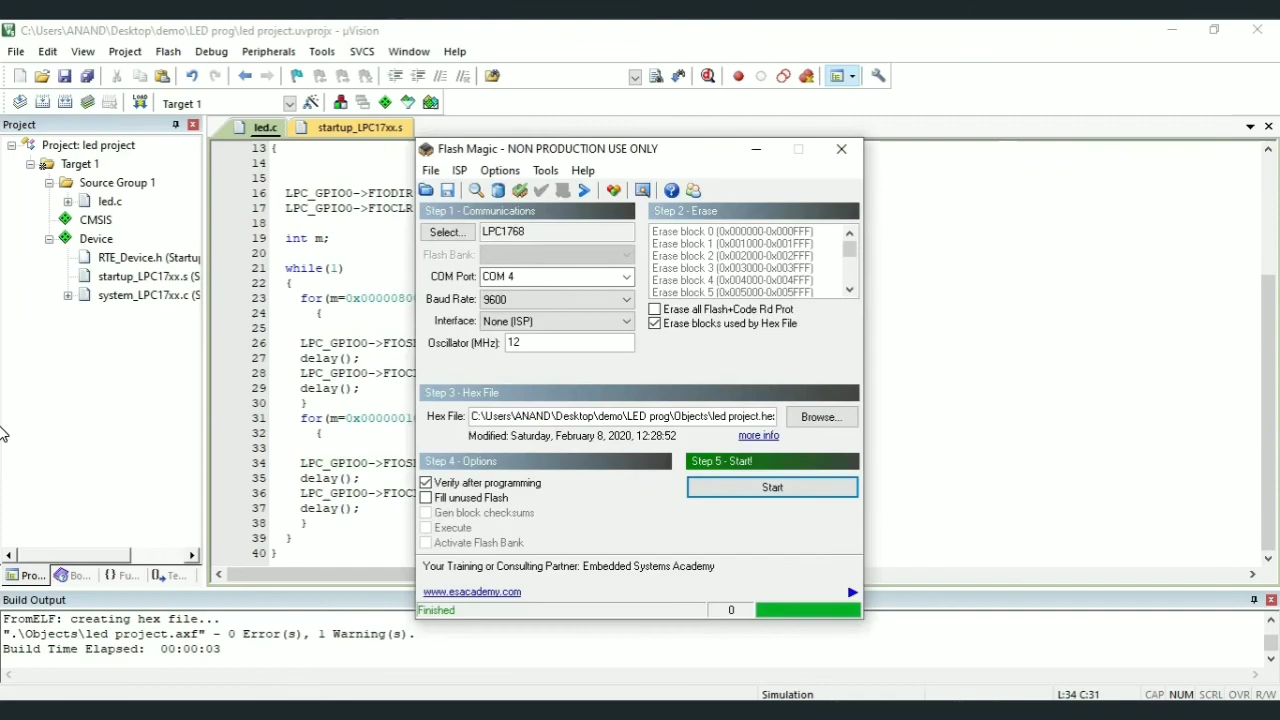 C:\Users\ANAND\Desktop\demo\LED prog\led project.uvprojx - µVision
File Edit View Project Flash Debug Peripherals Tools SVCS Window Help
LOAD
Target 1
Project
Project: led project
Target 1
Source Group 1
led.c
CMSIS
Device
RTE_Device.h (Startu
startup_LPC17xx.s (S
system_LPC17xx.c (S
Pro...
Bo...
{} Fu...
Te...
led.c
startup_LPC17xx.s
13 {
14
15
16 LPC_GPIO0->FIODIR
17 LPC_GPIO0->FIOCLR
18
19 int m;
20
21 while(1)
22 {
23 for(m=0x0000080
24 {
25
26 LPC_GPIO0->FIOS
27 delay();
28 LPC_GPIO0->FIOC
29 delay();
30 }
31 for(m=0x0000001
32 {
33
34 LPC_GPIO0->FIOS
35 delay();
36 LPC_GPIO0->FIOC
37 delay();
38 }
39 }
40 }
Flash Magic - NON PRODUCTION USE ONLY
File ISP Options Tools Help
Step 1 - Communications
Select... LPC1768
Flash Bank:
COM Port: COM 4
Baud Rate: 9600
Interface: None (ISP)
Oscillator (MHz): 12
Step 2 - Erase
Erase block 0 (0x000000-0x000FFF)
Erase block 1 (0x001000-0x001FFF)
Erase block 2 (0x002000-0x002FFF)
Erase block 3 (0x003000-0x003FFF)
Erase block 4 (0x004000-0x004FFF)
Erase block 5 (0x005000-0x005FFF)
Erase all Flash+Code Rd Prot
Erase blocks used by Hex File
Step 3 - Hex File
Hex File: C:\Users\ANAND\Desktop\demo\LED prog\Objects\led project.he
Browse...
Modified: Saturday, February 8, 2020, 12:28:52
more info
Step 4 - Options
Verify after programming
Fill unused Flash
Gen block checksums
Execute
Activate Flash Bank
Step 5 - Start!
Start
Your Training or Consulting Partner: Embedded Systems Academy
www.esacademy.com
Finished
0
Build Output
FromELF: creating hex file...
".\Objects\led project.axf" - 0 Error(s), 1 Warning(s).
Build Time Elapsed: 00:00:03
Simulation
L:34 C:31
CAP NUM SCRL OVR R/W